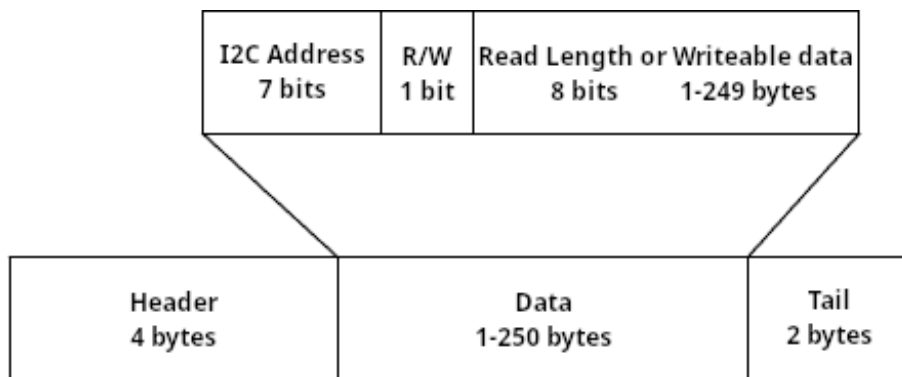 I2C Address
7 bits
R/W
1 bit
Read Length or Writeable data
8 bits 1-249 bytes
Header
4 bytes
Data
1-250 bytes
Tail
2 bytes